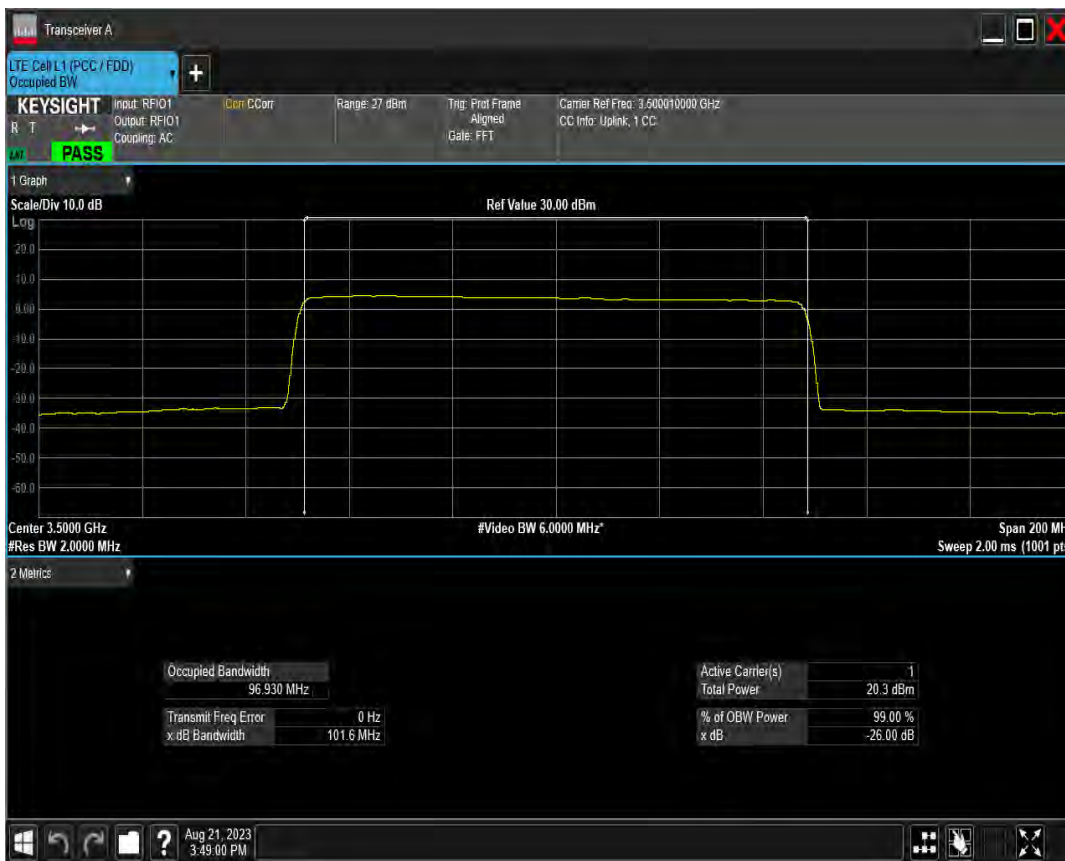 Transceiver A
LTE Cell L1 (PCC / FDD)
Occupied BW
+
KEYSIGHT
R T
PASS
Input: RFIO1
Output: RFIO1
Coupling: AC
Corr CCorr
Range: 27 dBm
Trig: Prot Frame
Aligned
Gate: FFT
Carrier Ref Freq: 3.500010000 GHz
CC Info: Uplink, 1 CC
1 Graph
Scale/Div 10.0 dB
Ref Value 30.00 dBm
Log
20.0
10.0
0.00
-10.0
-20.0
-30.0
-40.0
-50.0
-60.0
Center 3.5000 GHz
#Video BW 6.0000 MHz*
Span 200 MH
#Res BW 2.0000 MHz
Sweep 2.00 ms (1001 pts
2 Metrics
Occupied Bandwidth
96.930 MHz
Transmit Freq Error 0 Hz
x dB Bandwidth 101.6 MHz
Active Carrier(s) 1
Total Power 20.3 dBm
% of OBW Power 99.00 %
x dB -26.00 dB
?
Aug 21, 2023
3:49:00 PM